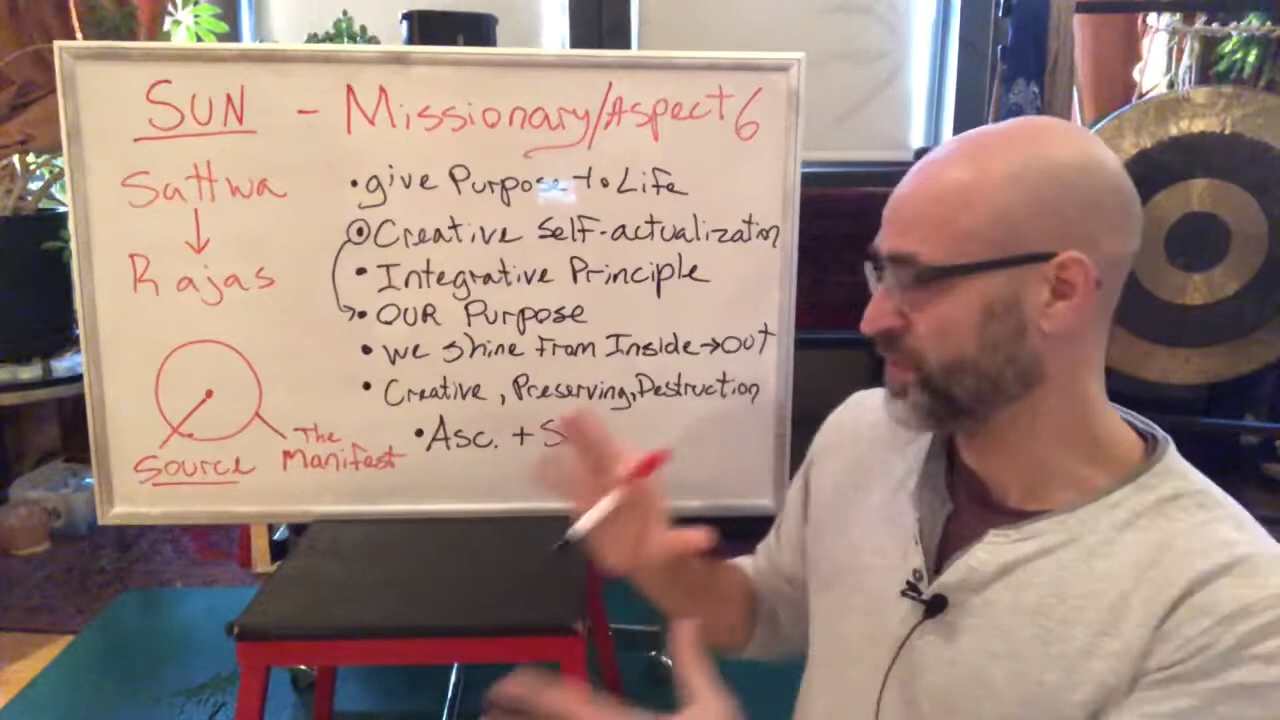 SUN - Missionary/Aspect 6
Sattwa
Rajas
Source
The
Manifest
• give Purpose to Life
• Creative Self-actualization
• Integrative Principle
• OUR Purpose
• we shine from Inside→out
• Creative, Preserving, Destruction
• Asc. + S